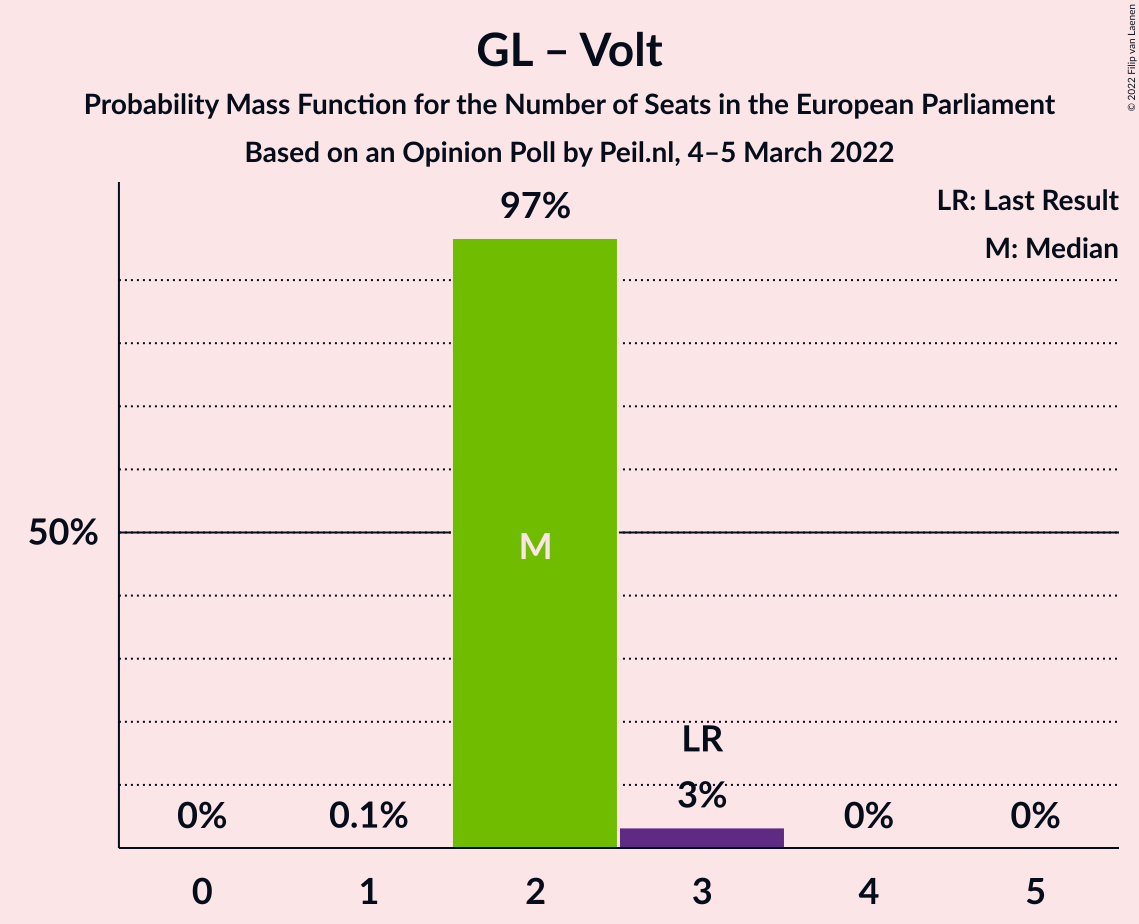 GL – Volt
Probability Mass Function for the Number of Seats in the European Parliament
Based on an Opinion Poll by Peil.nl, 4–5 March 2022
© 2022 Filip van Laenen
LR: Last Result
M: Median
97%
50%
M
LR
0%
0.1%
3%
0%
0%
0
1
2
3
4
5